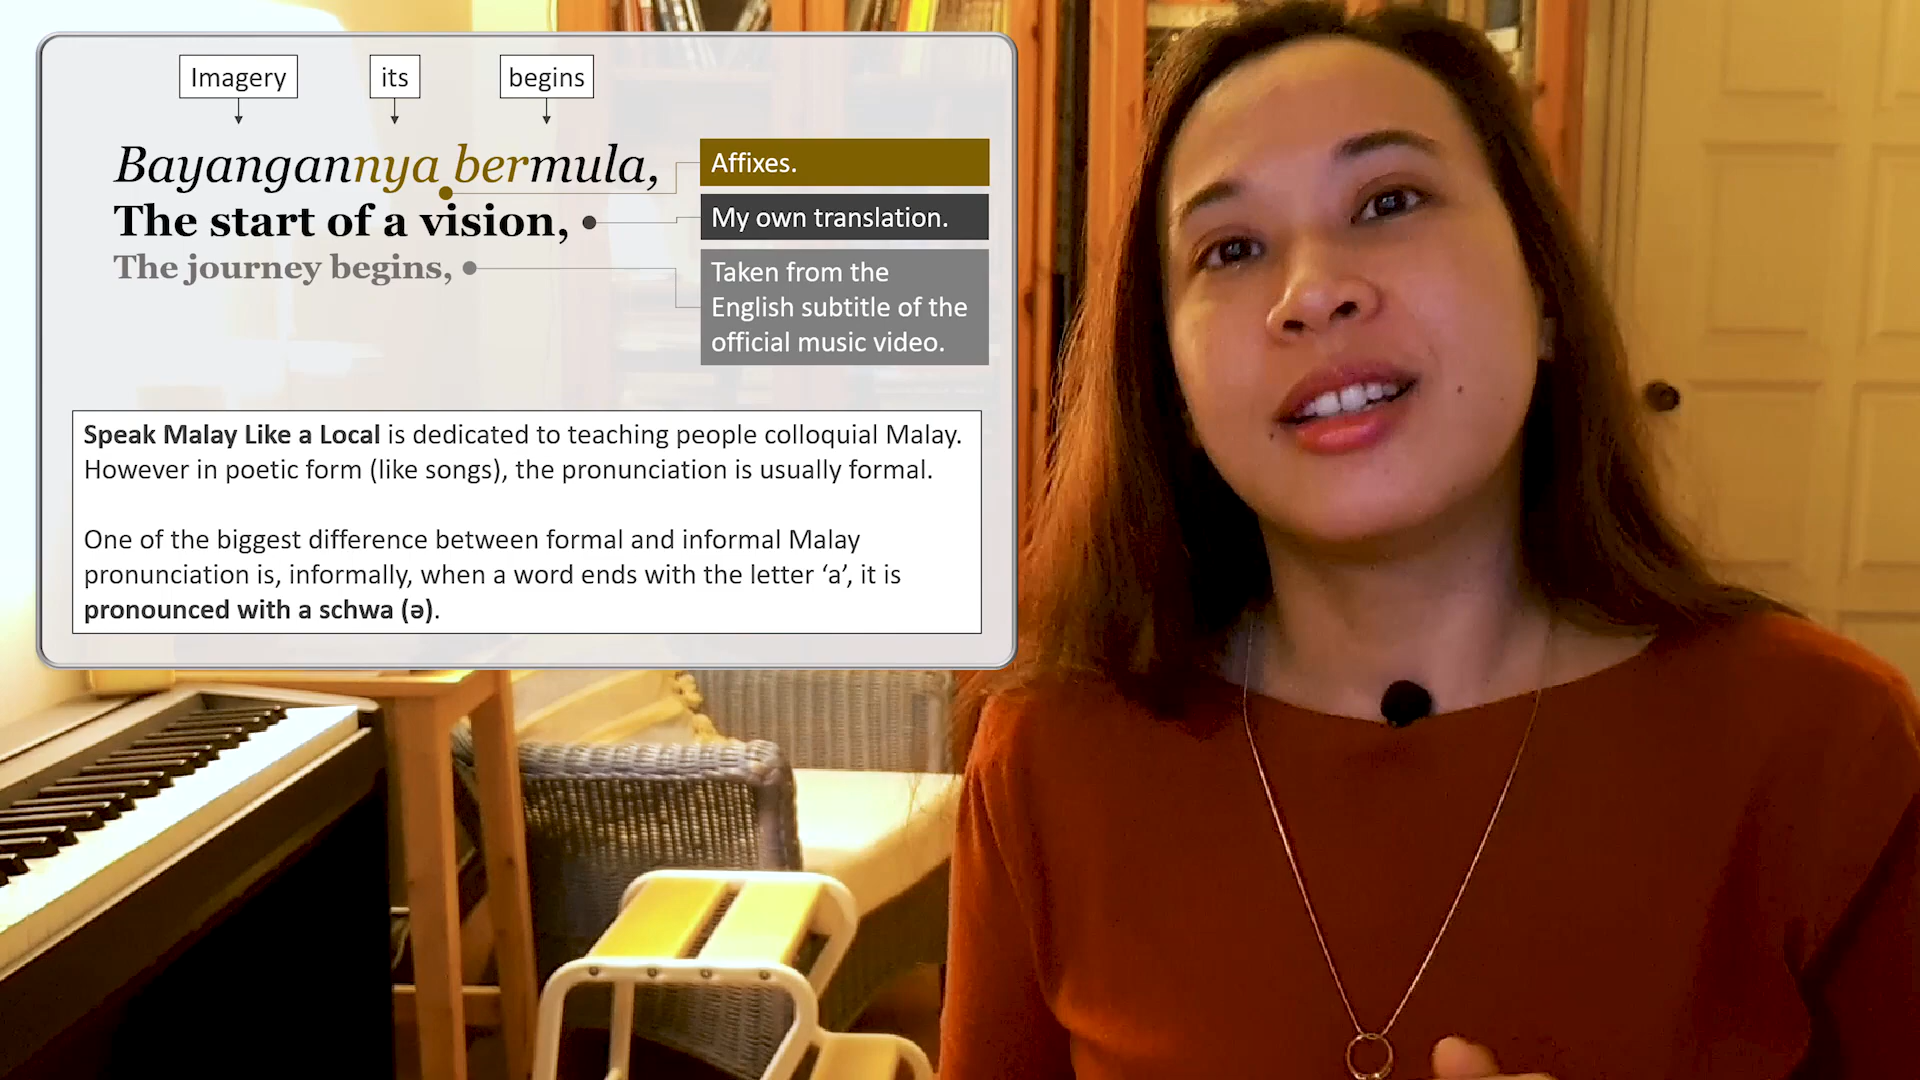 Imagery its begins
Bayangannya bermula,
The start of a vision,
The journey begins,
Affixes.
My own translation.
Taken from the
English subtitle of the
official music video.
Speak Malay Like a Local is dedicated to teaching people colloquial Malay.
However in poetic form (like songs), the pronunciation is usually formal.
One of the biggest difference between formal and informal Malay
pronunciation is, informally, when a word ends with the letter ‘a’, it is
pronounced with a schwa (ə).